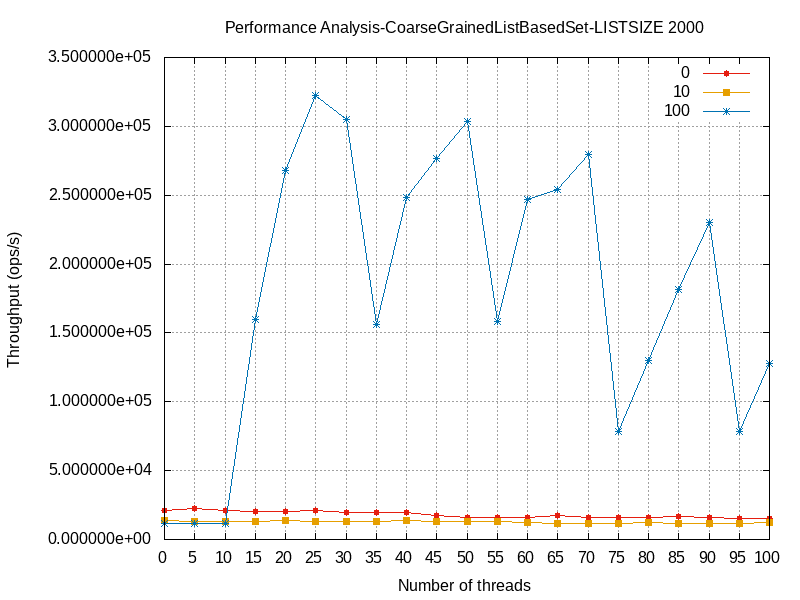 Performance Analysis-CoarseGrainedListBasedSet-LISTSIZE 2000
3.500000e+05
3.000000e+05
2.500000e+05
2.000000e+05
1.500000e+05
1.000000e+05
5.000000e+04
0.000000e+00
Throughput (ops/s)
0
10
100
0 5 10 15 20 25 30 35 40 45 50 55 60 65 70 75 80 85 90 95 100
Number of threads